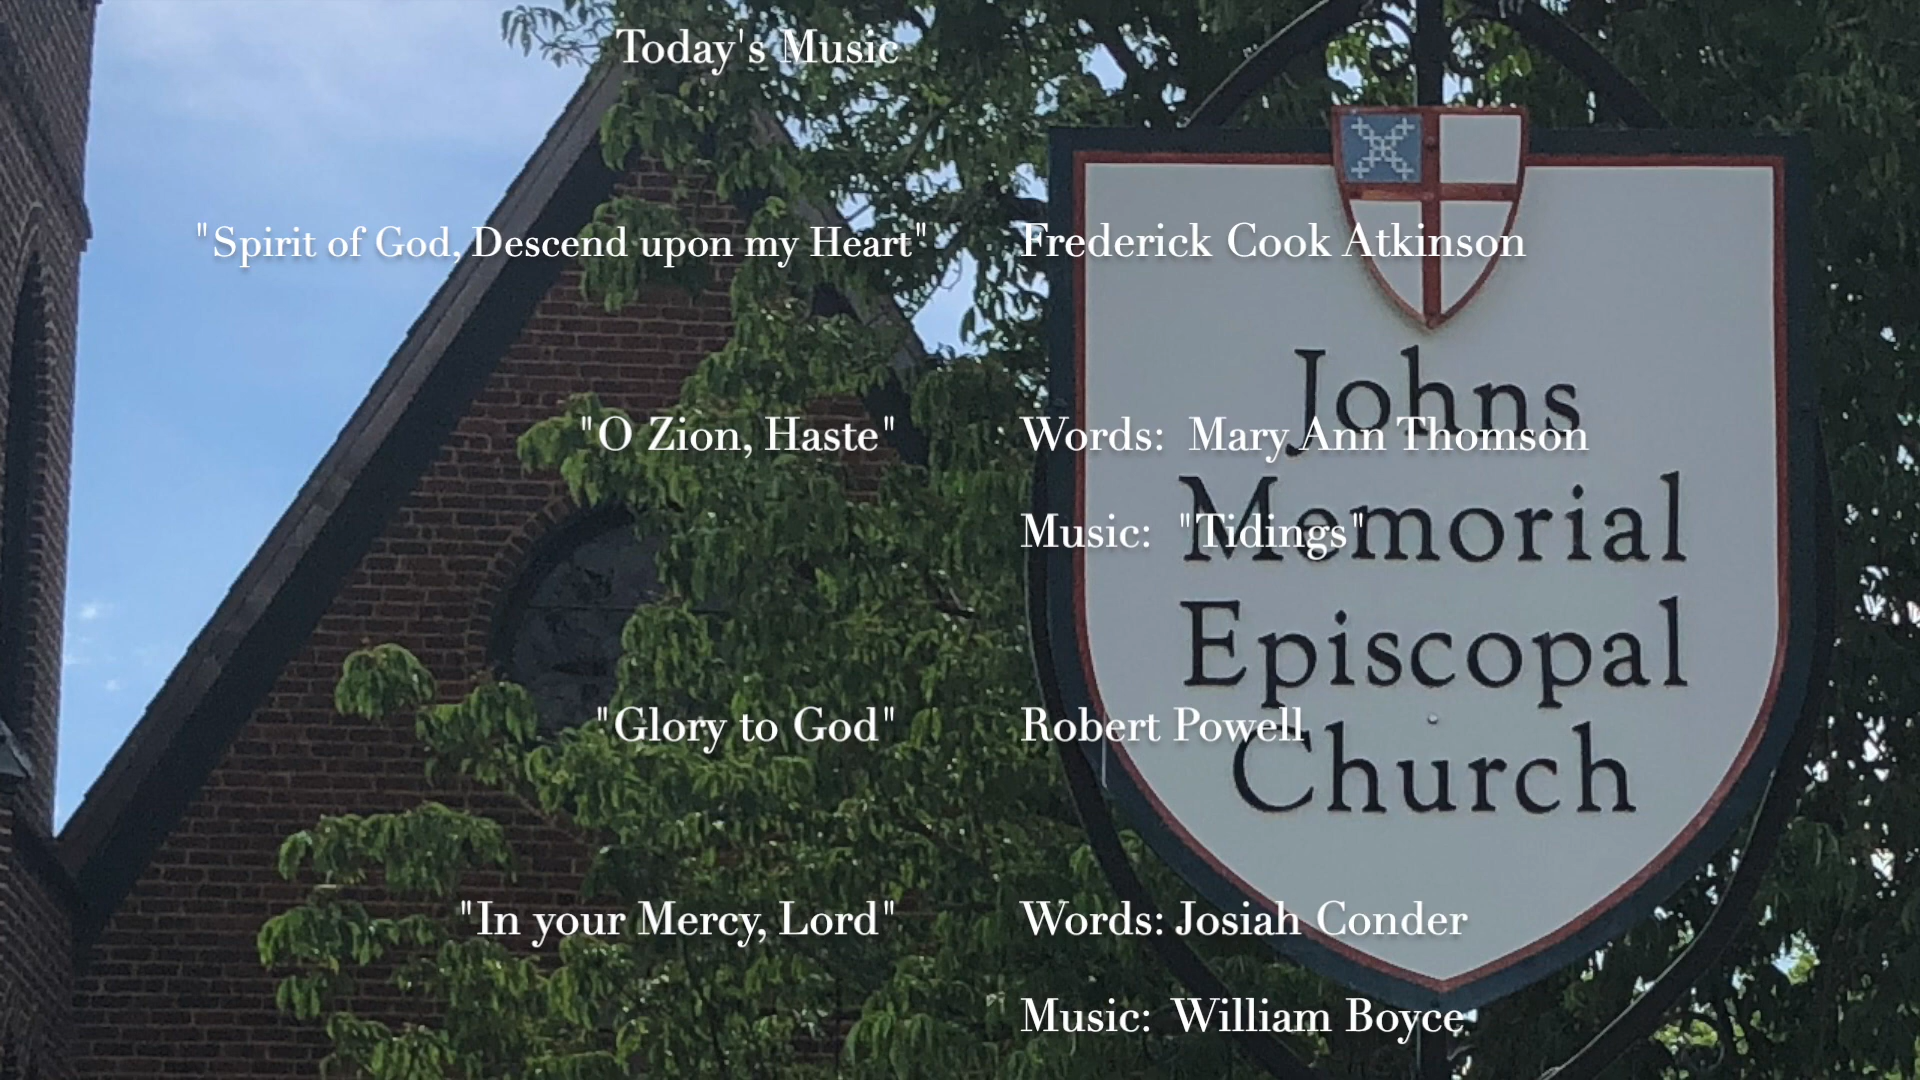 Today's Music
"Spirit of God, Descend upon my Heart" Frederick Cook Atkinson
"O Zion, Haste" Words: Mary Ann Thomson
Music: "Tidings"
"Glory to God" Robert Powell
"In your Mercy, Lord" Words: Josiah Conder
Music: William Boyce
Johns
Memorial
Episcopal
Church